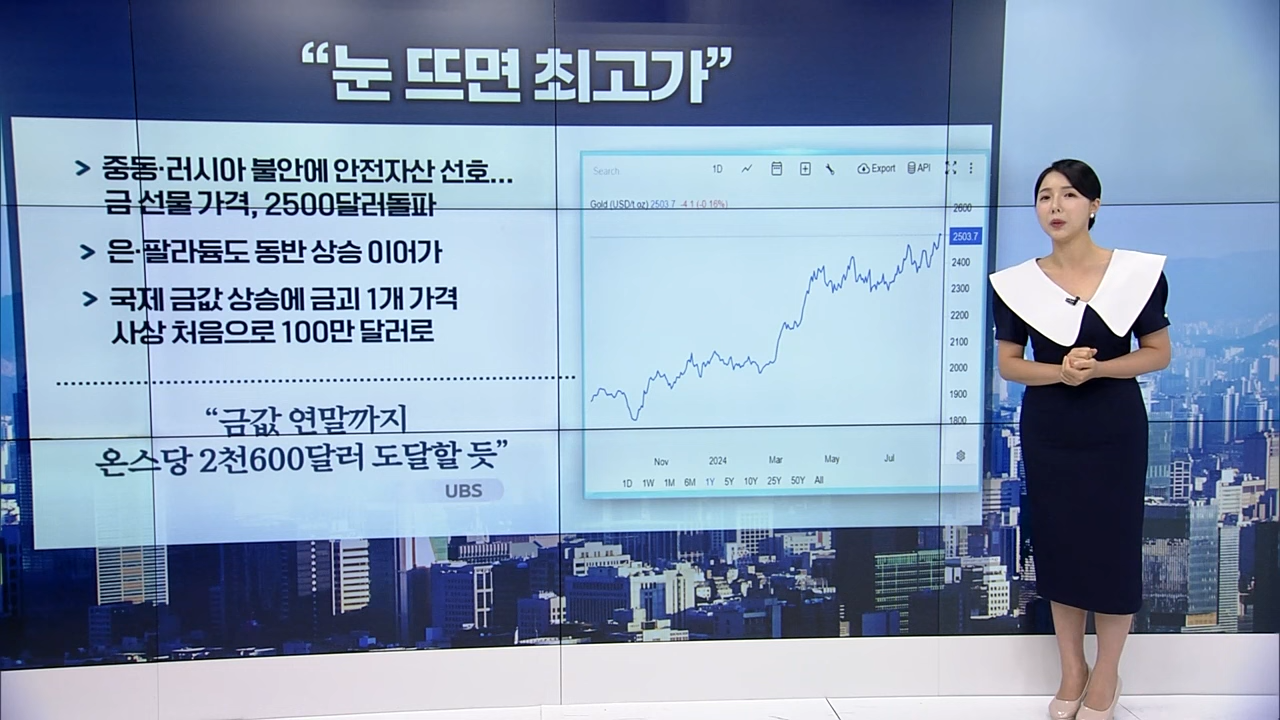 “눈 뜨면 최고가”
> 중동·러시아 불안에 안전자산 선호...
금 선물 가격, 2500달러돌파
> 은·팔라듐도 동반 상승 이어가
> 국제 금값 상승에 금괴 1개 가격
사상 처음으로 100만 달러로
“금값 연말까지
온스당 2천600달러 도달할 듯”
UBS
Search 1D Export API
Gold (USD/t oz) 2503.7 -4.1 (-0.16%)
2600
2503.7
2400
2300
2200
2100
2000
1900
1800
Nov 2024 Mar May Jul
1D 1W 1M 6M 1Y 5Y 10Y 25Y 50Y All